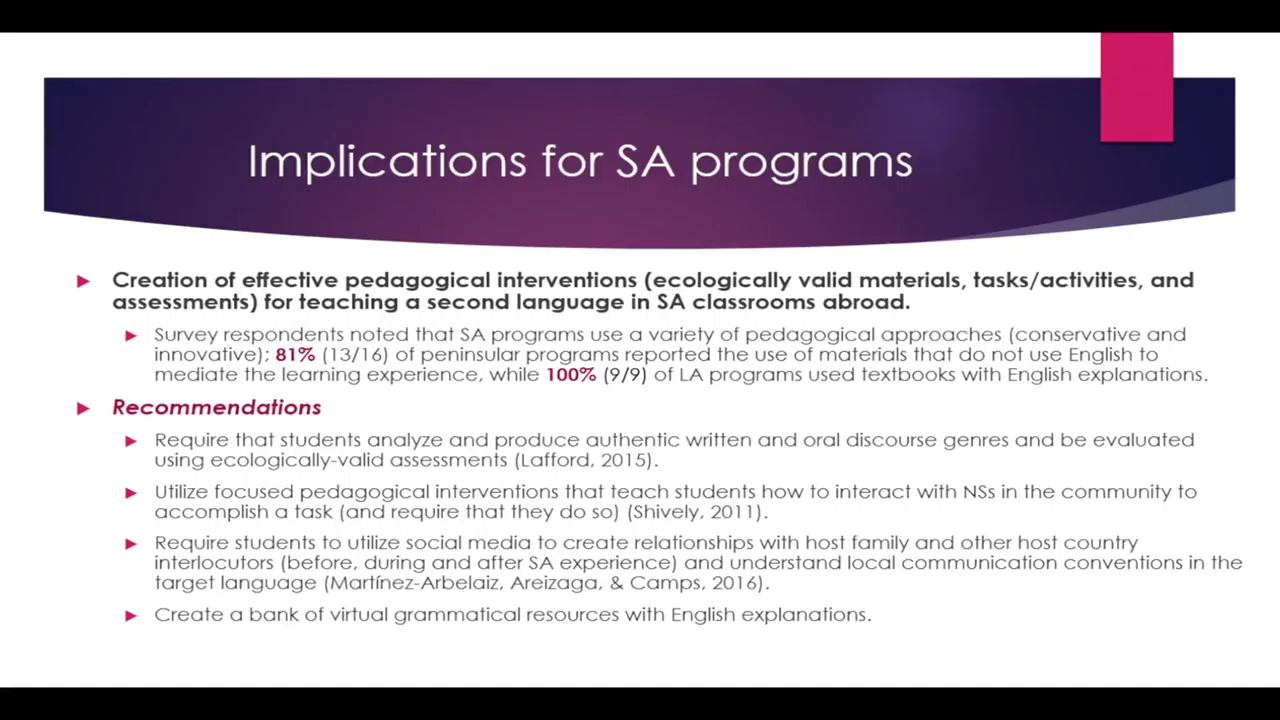 Implications for SA programs
Creation of effective pedagogical interventions (ecologically valid materials, tasks/activities, and
assessments) for teaching a second language in SA classrooms abroad.
Survey respondents noted that SA programs use a variety of pedagogical approaches (conservative and
innovative); 81% (13/16) of peninsular programs reported the use of materials that do not use English to
mediate the learning experience, while 100% (9/9) of LA programs used textbooks with English explanations.
Recommendations
Require that students analyze and produce authentic written and oral discourse genres and be evaluated
using ecologically-valid assessments (Lafford, 2015).
Utilize focused pedagogical interventions that teach students how to interact with NSs in the community to
accomplish a task (and require that they do so) (Shively, 2011).
Require students to utilize social media to create relationships with host family and other host country
interlocutors (before, during and after SA experience) and understand local communication conventions in the
target language (Martínez-Arbelaiz, Areizaga, & Camps, 2016).
Create a bank of virtual grammatical resources with English explanations.